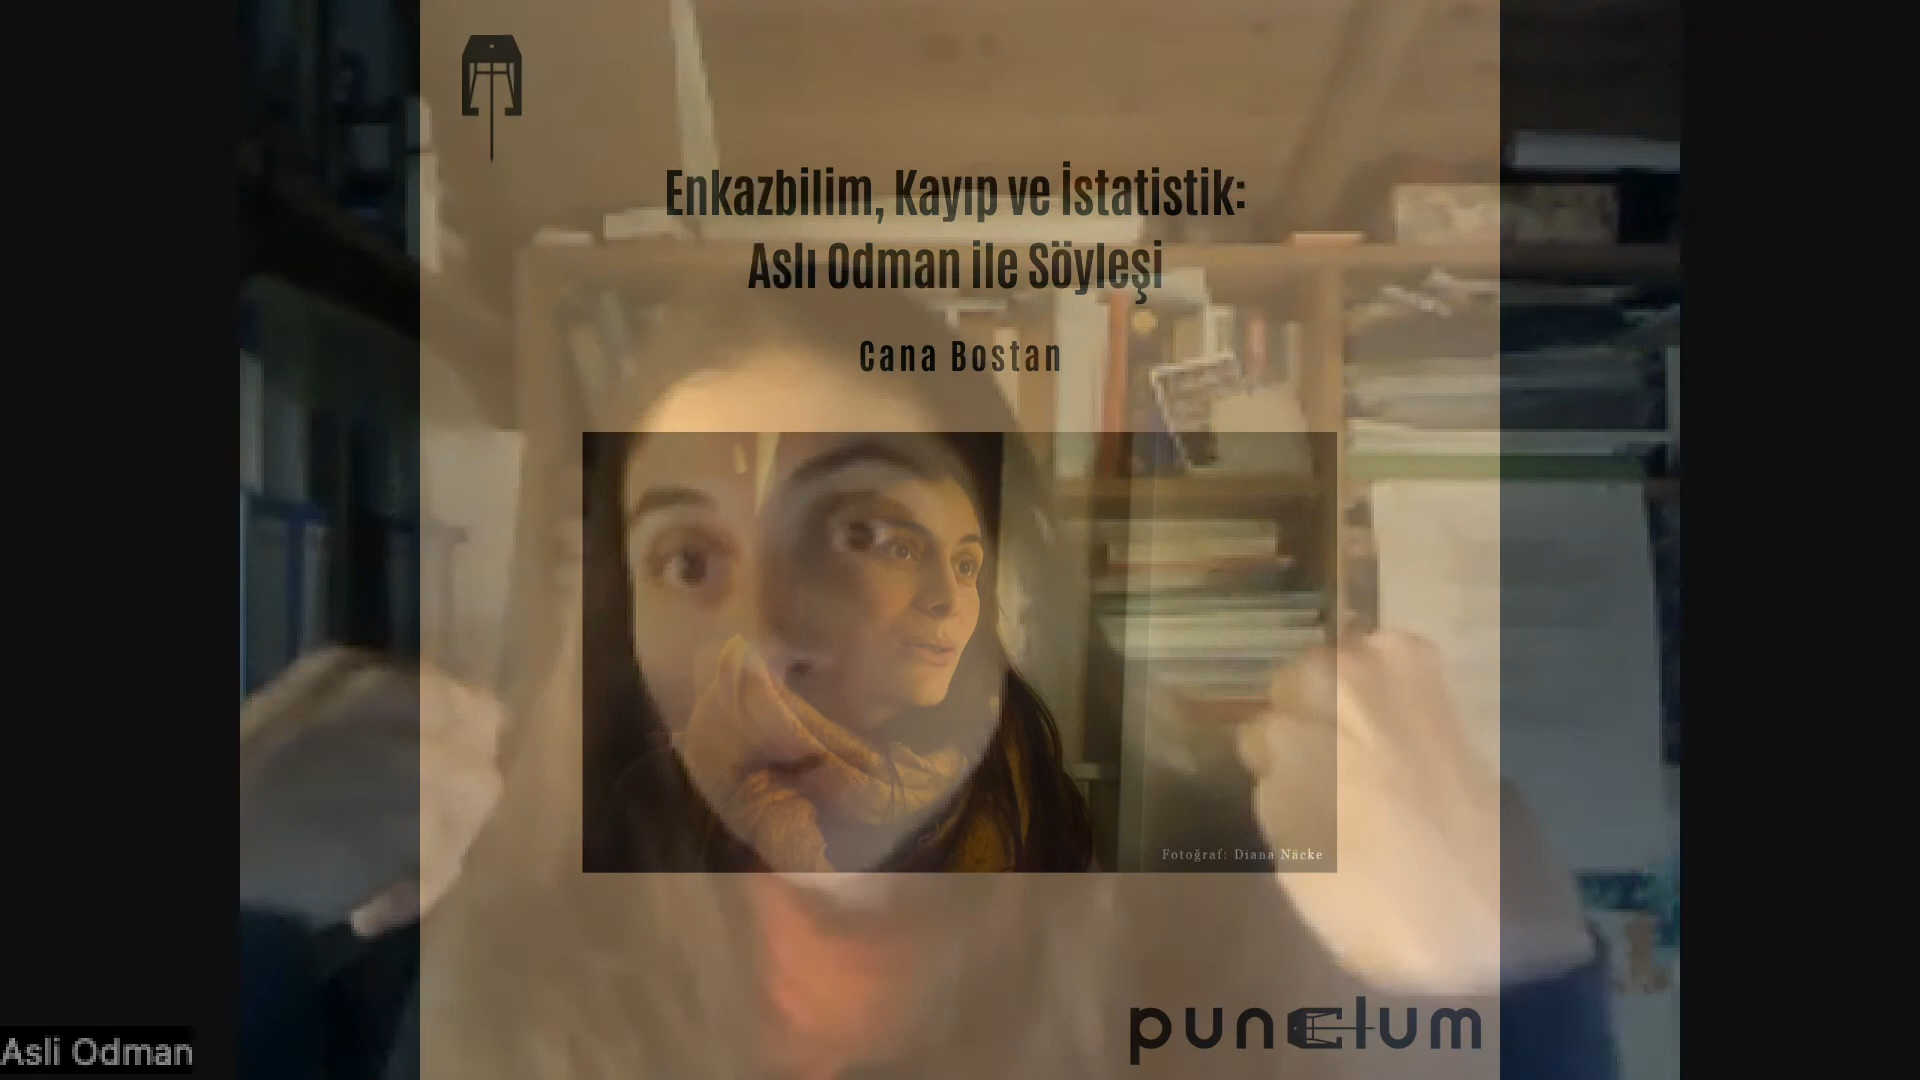 Enkazbilim, Kayıp ve İstatistik:
Aslı Odman ile Söyleşi
Cana Bostan
Fotoğraf: Diana Näcke
punctum
Asli Odman